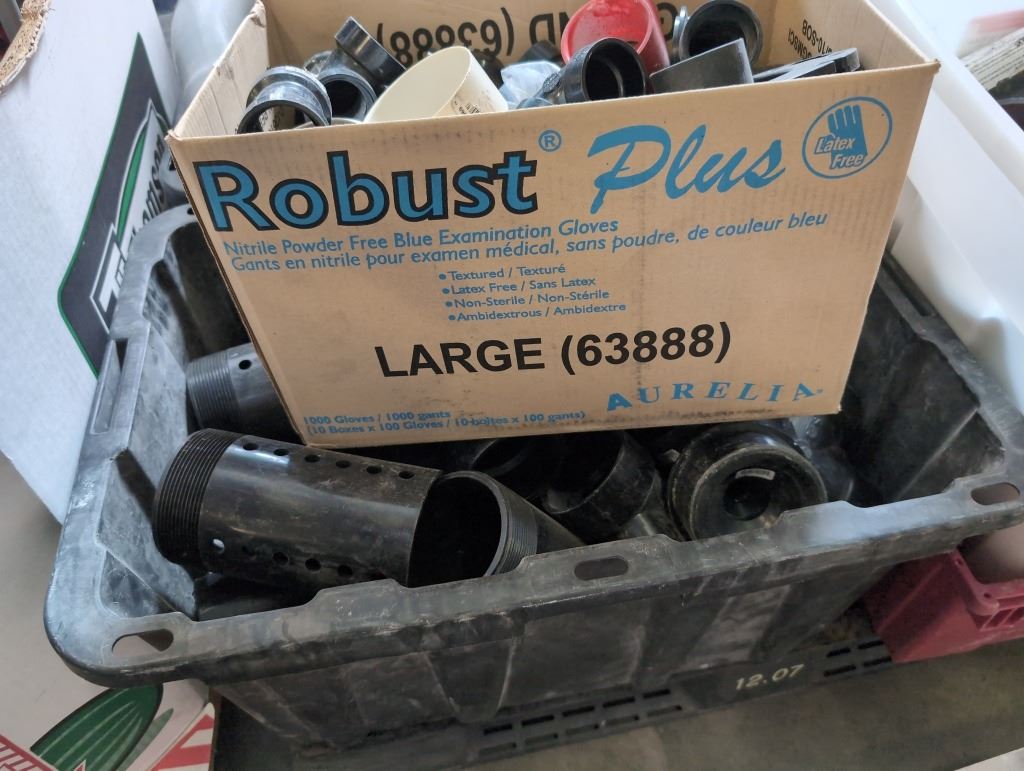 (63888)
Robust® Plus
Latex Free
Nitrile Powder Free Blue Examination Gloves
Gants en nitrile pour examen médical, sans poudre, de couleur bleu
•Textured / Texturé
•Latex Free / Sans Latex
•Non-Sterile / Non-Stérile
•Ambidextrous / Ambidextre
LARGE (63888)
AURELIA®
1000 Gloves / 1000 gants
(10 Boxes x 100 Gloves / 10 boîtes x 100 gants)
12.07